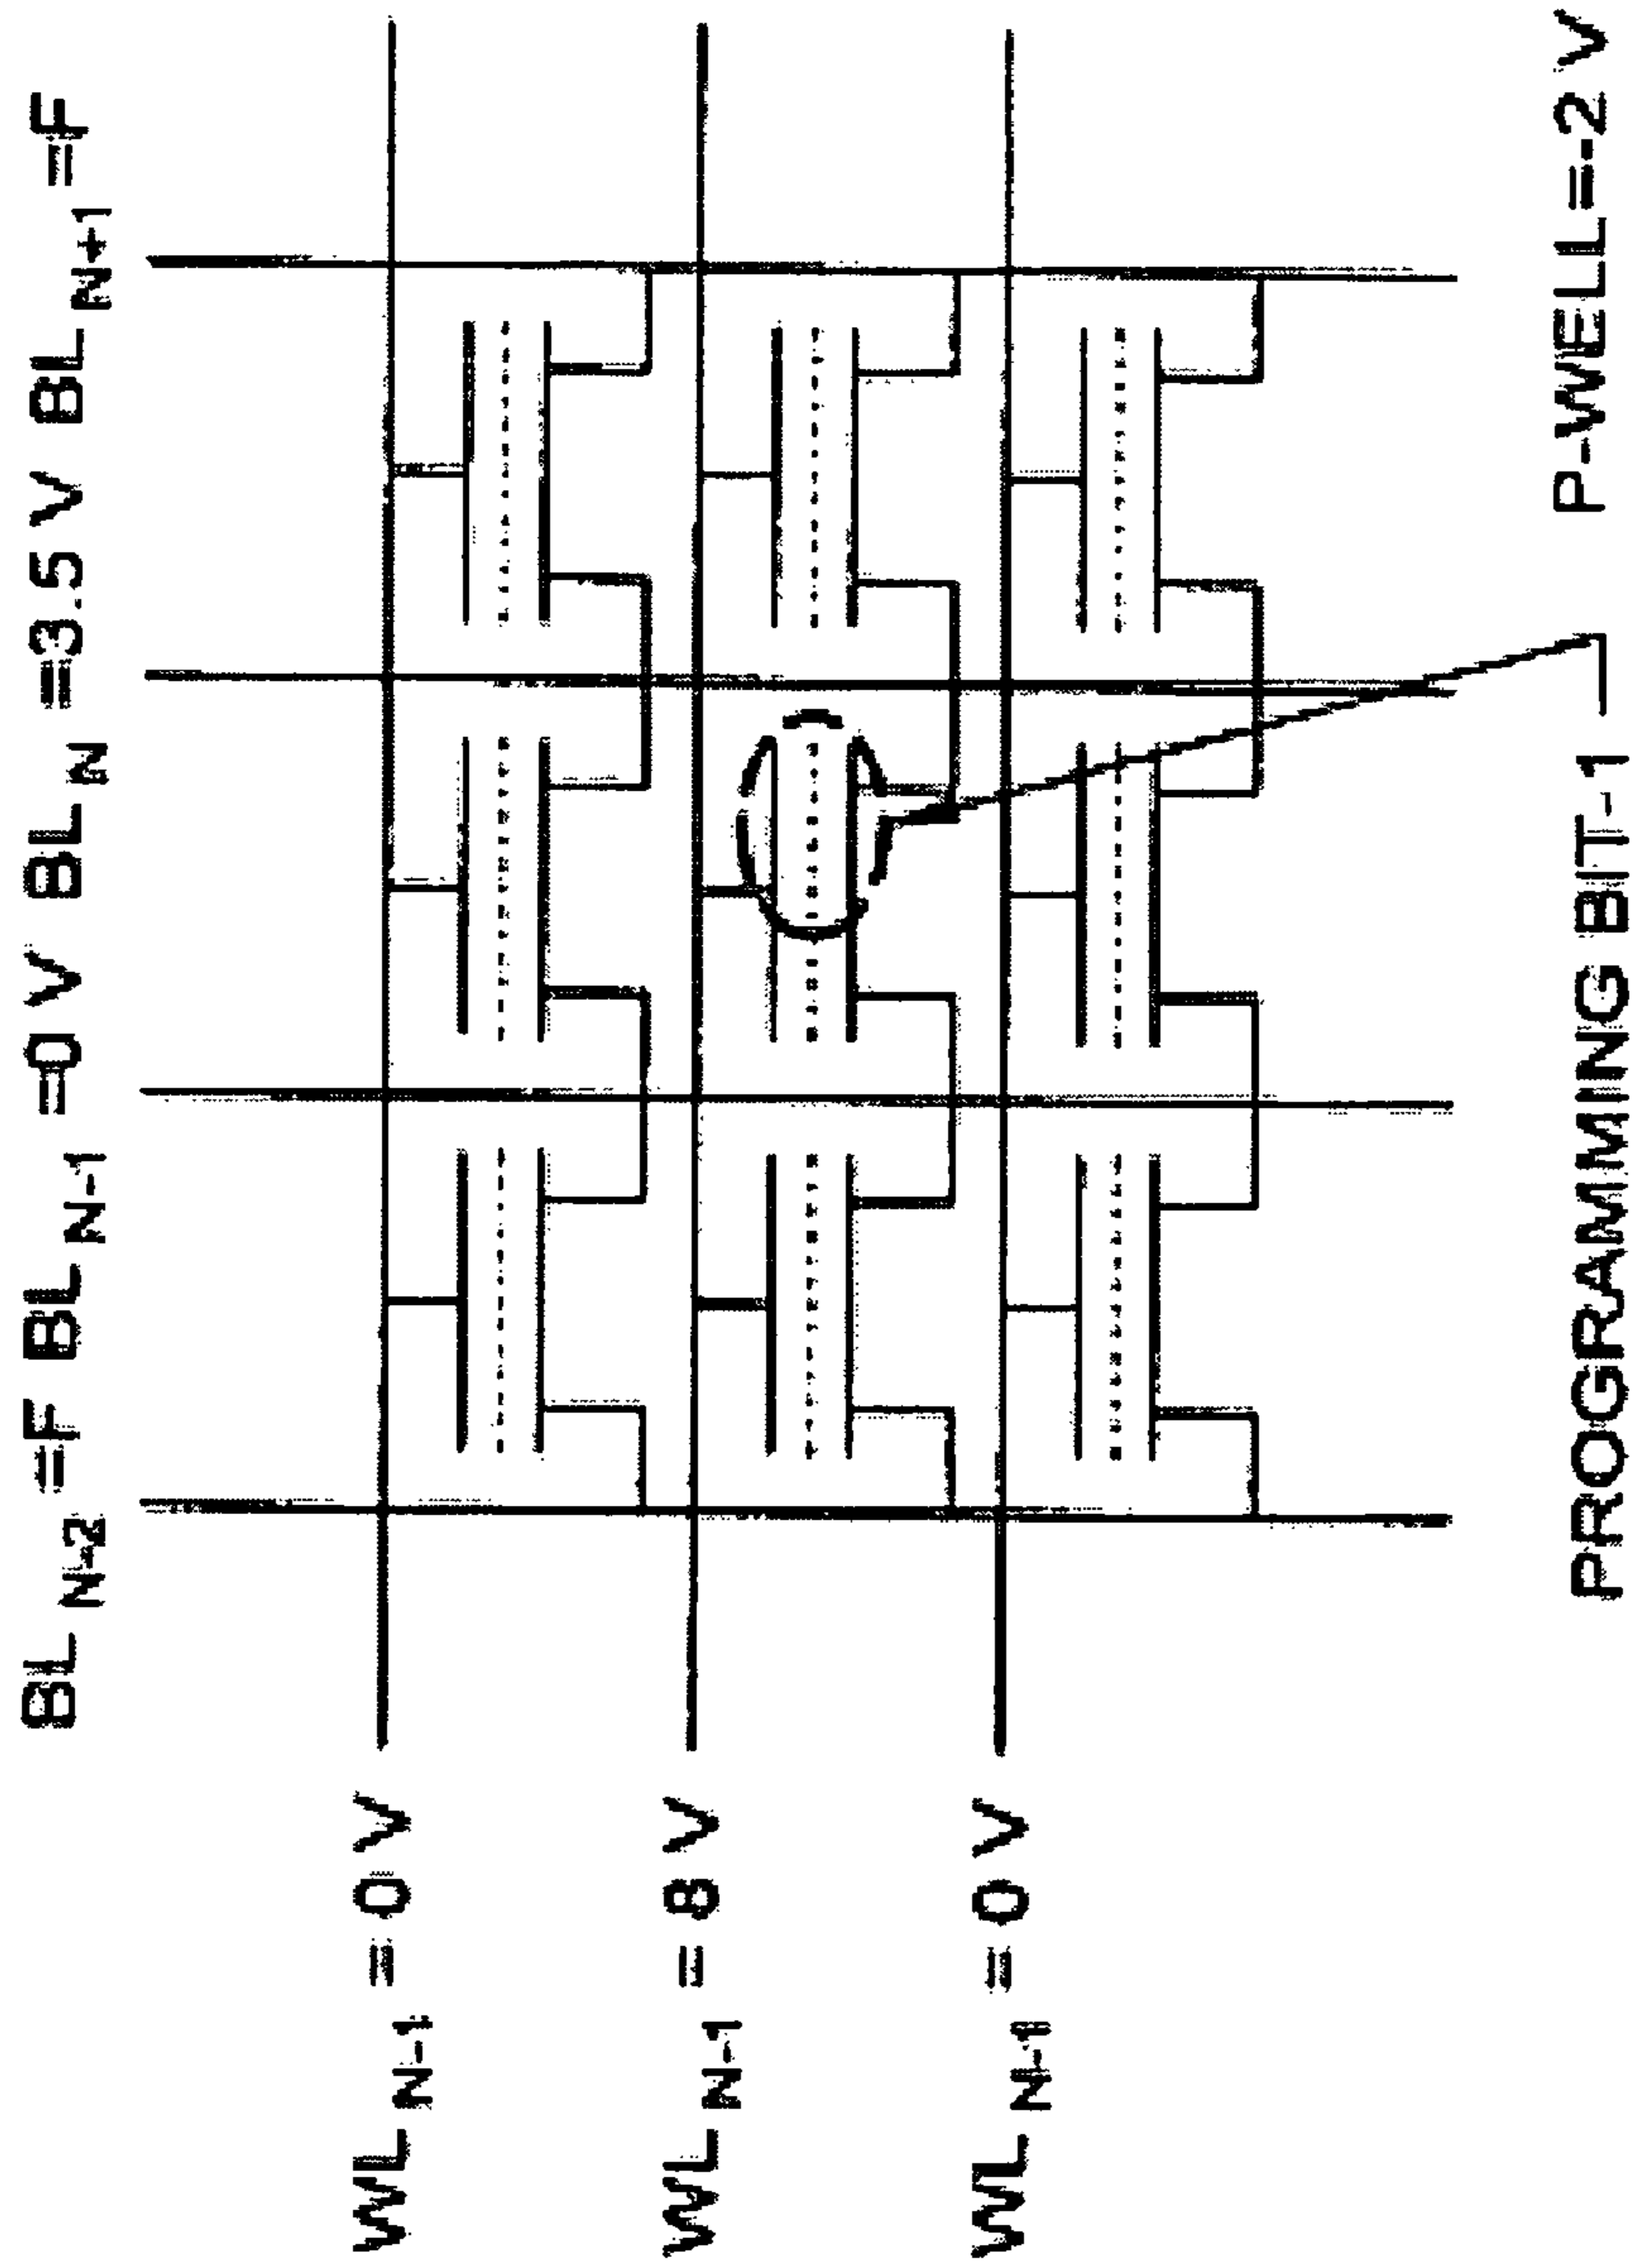 BL N-2 =F BL N-1 =0 V BL N =3.5 V BL N+1 =F
WL N-1 = 0 V
WL N-1 = 8 V
WL N-1 = 0 V
PROGRAMMING BIT-1
P-WELL=-2 V